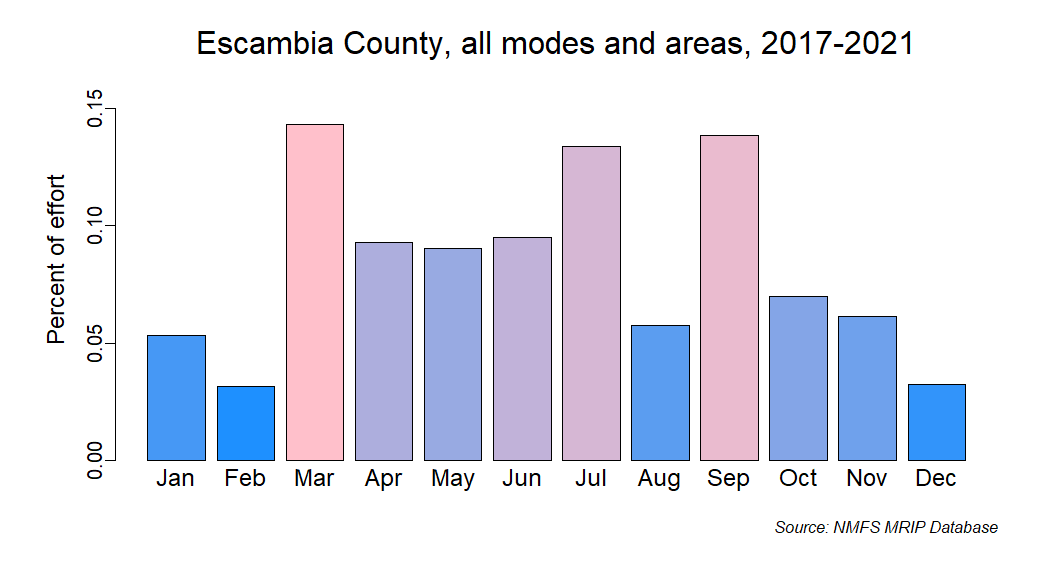 Escambia County, all modes and areas, 2017-2021
Percent of effort
0.15
0.10
0.05
0.00
Jan Feb Mar Apr May Jun Jul Aug Sep Oct Nov Dec
Source: NMFS MRIP Database